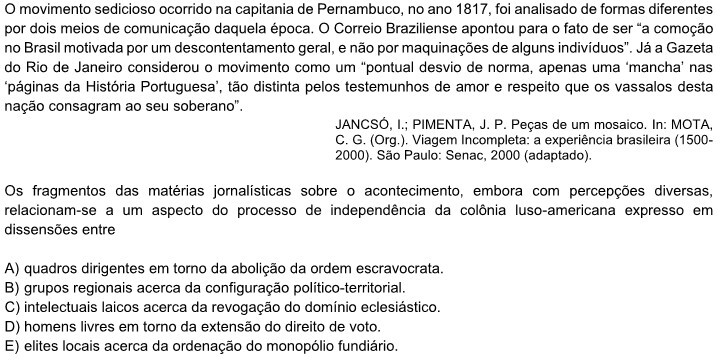 O movimento sedicioso ocorrido na capitania de Pernambuco, no ano 1817, foi analisado de formas diferentes
por dois meios de comunicação daquela época. O Correio Braziliense apontou para o fato de ser “a comoção
no Brasil motivada por um descontentamento geral, e não por maquinações de alguns indivíduos”. Já a Gazeta
do Rio de Janeiro considerou o movimento como um “pontual desvio de norma, apenas uma ‘mancha’ nas
‘páginas da História Portuguesa’, tão distinta pelos testemunhos de amor e respeito que os vassalos desta
nação consagram ao seu soberano”.
JANCSÓ, I.; PIMENTA, J. P. Peças de um mosaico. In: MOTA,
C. G. (Org.). Viagem Incompleta: a experiência brasileira (1500-
2000). São Paulo: Senac, 2000 (adaptado).
Os fragmentos das matérias jornalísticas sobre o acontecimento, embora com percepções diversas,
relacionam-se a um aspecto do processo de independência da colônia luso-americana expresso em
dissensões entre
A) quadros dirigentes em torno da abolição da ordem escravocrata.
B) grupos regionais acerca da configuração político-territorial.
C) intelectuais laicos acerca da revogação do domínio eclesiástico.
D) homens livres em torno da extensão do direito de voto.
E) elites locais acerca da ordenação do monopólio fundiário.